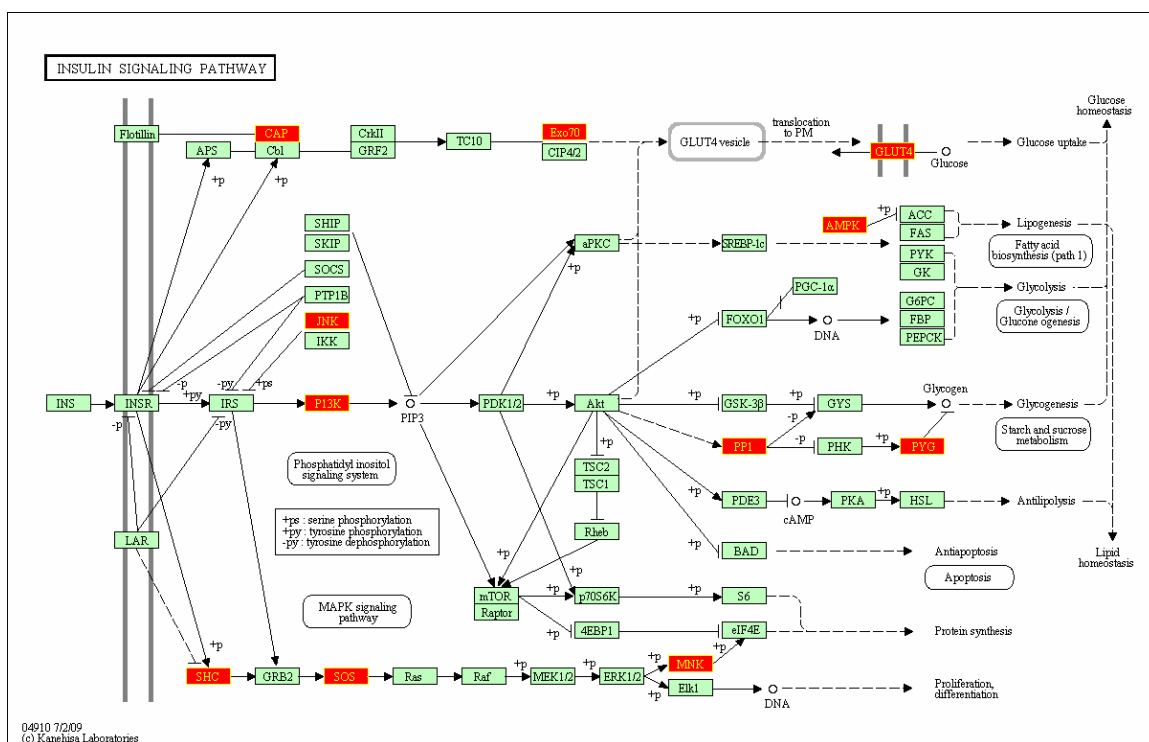 INSULIN SIGNALING PATHWAY
Glucose
homeostasis
translocation
to PM
Flotillin
CAP
CrkII
TC10
Exo70
APS
Cbl
GRF2
CIP4/2
GLUT4 vesicle
GLUT4
Glucose
Glucose uptake
+p
+p
SHIP
SKIP
SOCS
PTP1B
JNK
IKK
aPKC
+p
SREBP-1c
AMPK
+p
ACC
FAS
Lipogenesis
Fatty acid
biosynthesis (path 1)
PYK
GK
PGC-1α
Glycolysis
G6PC
FBP
PEPCK
Glycolysis /
Glucone ogenesis
+p
FOXO1
DNA
INS
INSR
-p
+py
-p
IRS
-py
+ps
-py
P13K
PIP3
PDK1/2
+p
Akt
+p
GSK-3β
+p
GYS
Glycogen
Glycogenesis
Starch and sucrose
metabolism
PP1
-p
-p
PHK
+p
PYG
Phosphatidyl inositol
signaling system
+p
TSC2
TSC1
+p
PDE3
cAMP
PKA
+p
HSL
Antilipolysis
+ps : serine phosphorylation
+py : tyrosine phosphorylation
-py : tyrosine dephosphorylation
LAR
Rheb
+p
+p
BAD
Antiapoptosis
Apoptosis
Lipid
homeostasis
MAPK signaling
pathway
mTOR
Raptor
+p
+p
p70S6K
+p
S6
+p
4EBP1
eIF4E
Protein synthesis
+p
SHC
GRB2
SOS
Ras
Raf
+p
MEK1/2
+p
ERK1/2
+p
MNK
+p
+p
Elk1
DNA
Proliferation,
differentiation
04910 7/2/09
(c) Kanehisa Laboratories